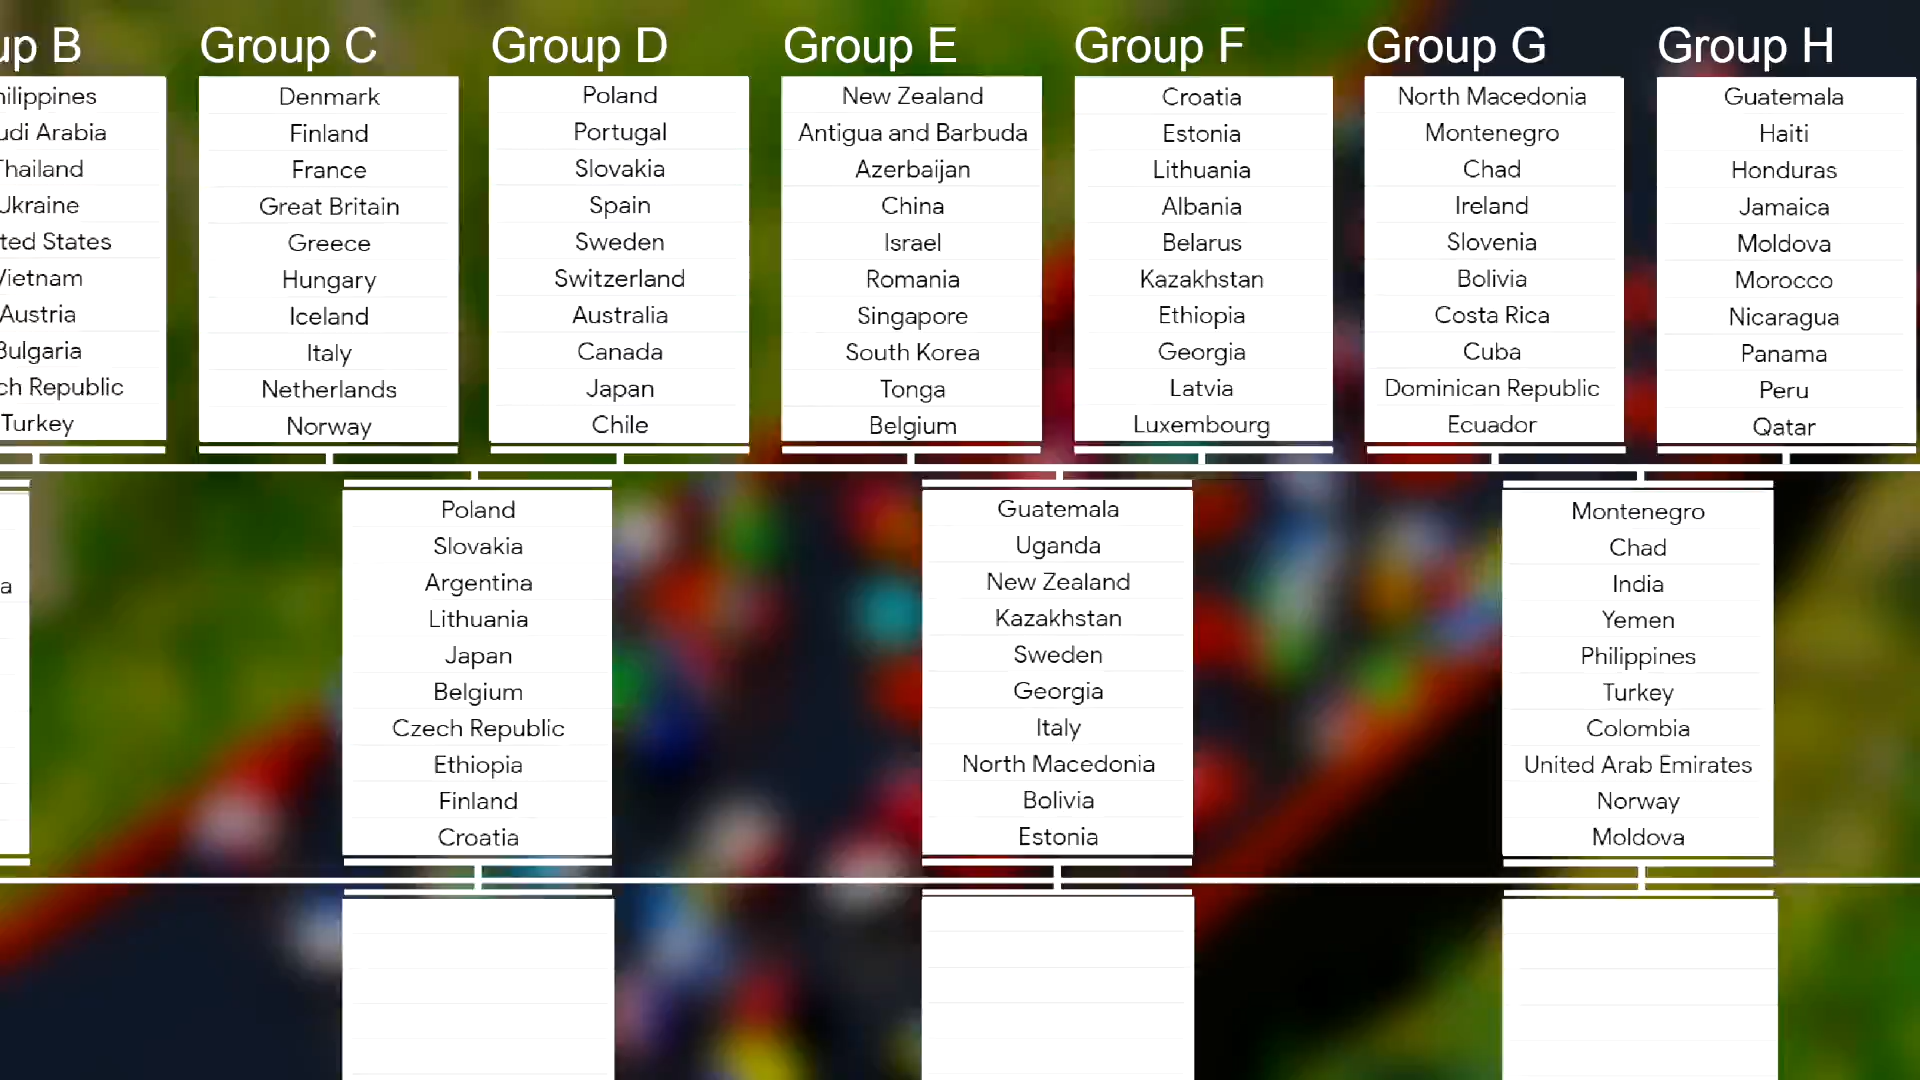 up B
ilippines
udi Arabia
Thailand
Ukraine
ted States
Vietnam
Austria
Bulgaria
ch Republic
Turkey
Group C
Denmark
Finland
France
Great Britain
Greece
Hungary
Iceland
Italy
Netherlands
Norway
Group D
Poland
Portugal
Slovakia
Spain
Sweden
Switzerland
Australia
Canada
Japan
Chile
Group E
New Zealand
Antigua and Barbuda
Azerbaijan
China
Israel
Romania
Singapore
South Korea
Tonga
Belgium
Group F
Croatia
Estonia
Lithuania
Albania
Belarus
Kazakhstan
Ethiopia
Georgia
Latvia
Luxembourg
Group G
North Macedonia
Montenegro
Chad
Ireland
Slovenia
Bolivia
Costa Rica
Cuba
Dominican Republic
Ecuador
Group H
Guatemala
Haiti
Honduras
Jamaica
Moldova
Morocco
Nicaragua
Panama
Peru
Qatar
a
Poland
Slovakia
Argentina
Lithuania
Japan
Belgium
Czech Republic
Ethiopia
Finland
Croatia
Guatemala
Uganda
New Zealand
Kazakhstan
Sweden
Georgia
Italy
North Macedonia
Bolivia
Estonia
Montenegro
Chad
India
Yemen
Philippines
Turkey
Colombia
United Arab Emirates
Norway
Moldova